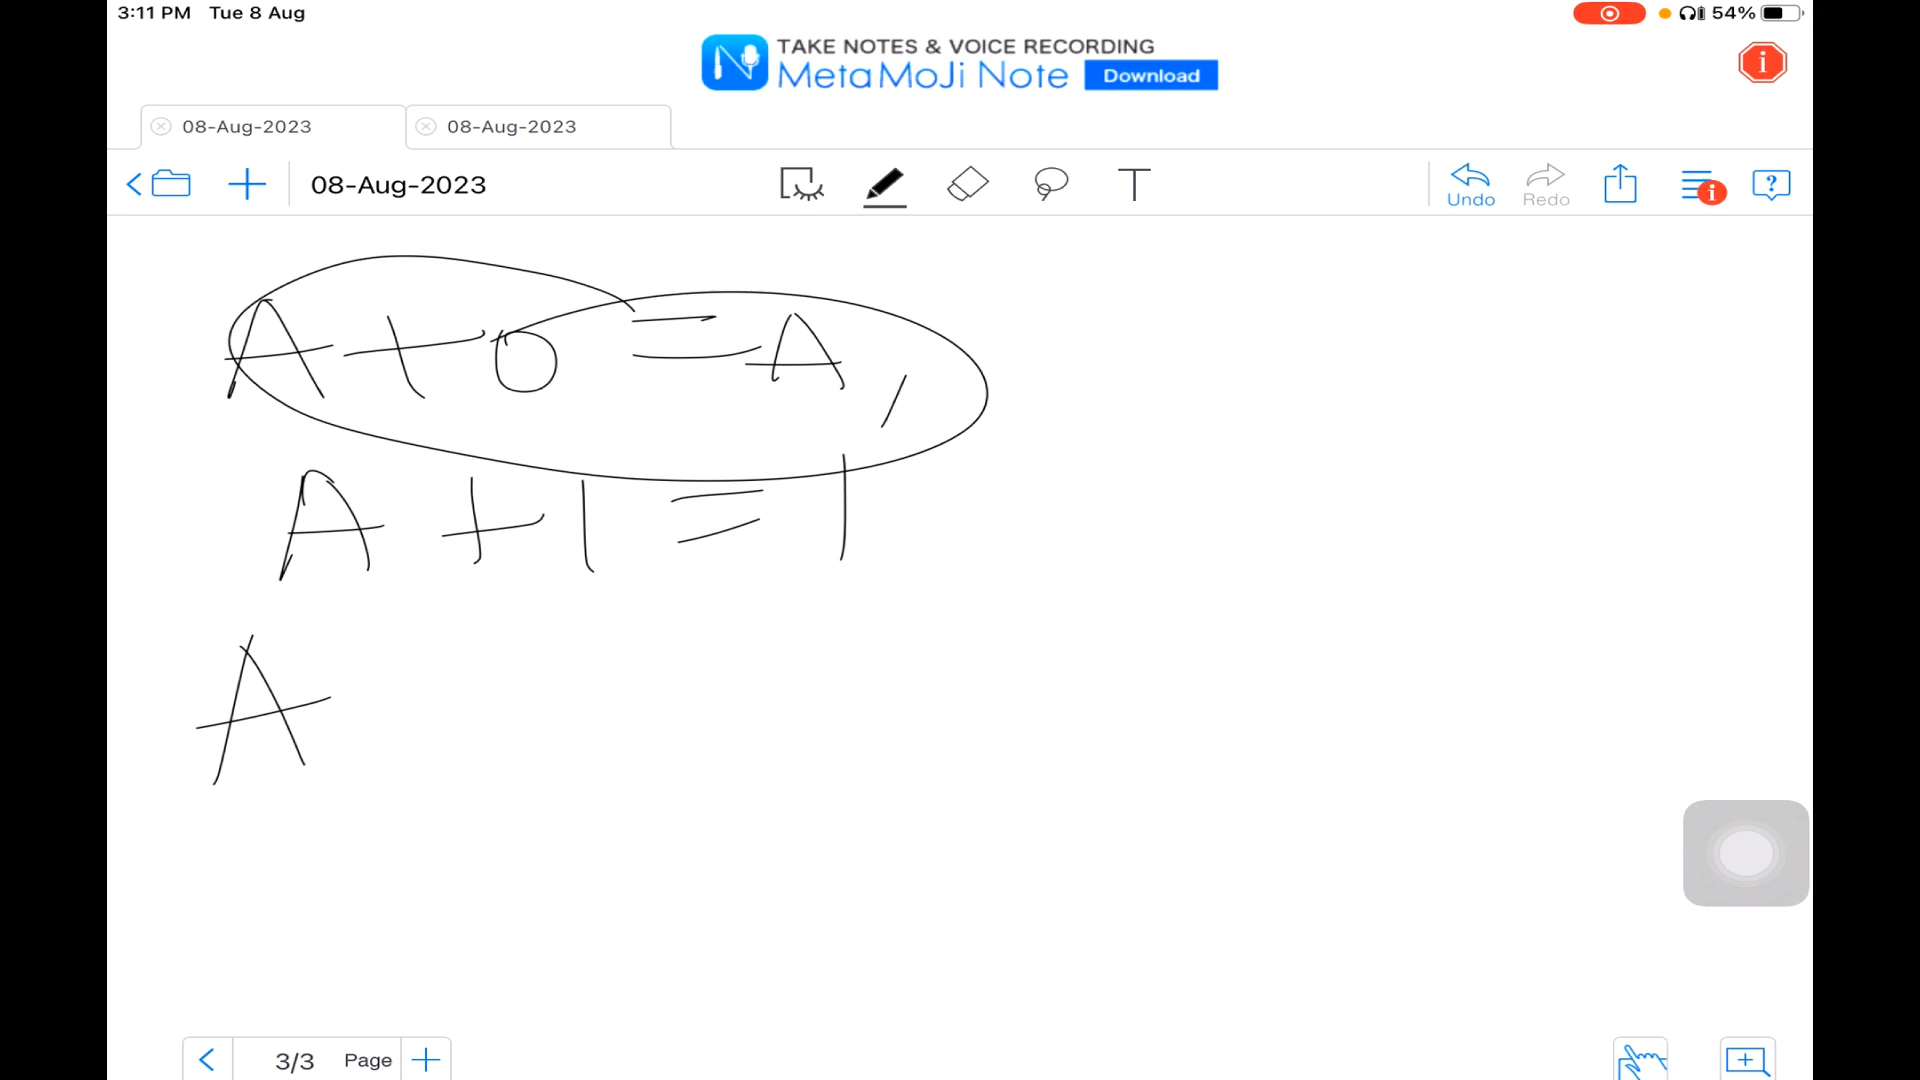 3:11 PM Tue 8 Aug 54%
TAKE NOTES & VOICE RECORDING
MetaMoJi Note Download
08-Aug-2023 08-Aug-2023
08-Aug-2023 T Undo Redo
A+0=A,
A+1=1
A
3/3 Page